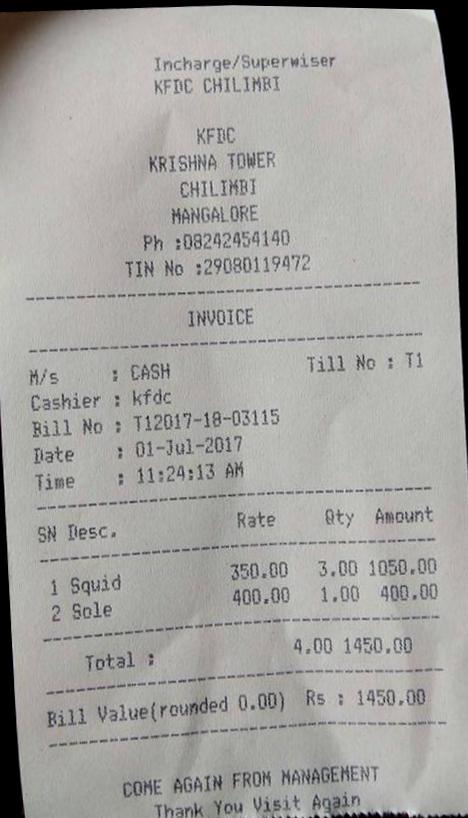 Incharge/Superwiser
KFDC CHILIMBI
KFDC
KRISHNA TOWER
CHILIMBI
MANGALORE
Ph :08242454140
TIN No :29080119472
INVOICE
M/s : CASH Till No : T1
Cashier : kfdc
Bill No : T12017-18-03115
Date : 01-Jul-2017
Time : 11:24:13 AM
SN Desc. Rate Qty Amount
1 Squid 350.00 3.00 1050.00
2 Sole 400.00 1.00 400.00
Total : 4.00 1450.00
Bill Value(rounded 0.00) Rs : 1450.00
COME AGAIN FROM MANAGEMENT
Thank You Visit Again